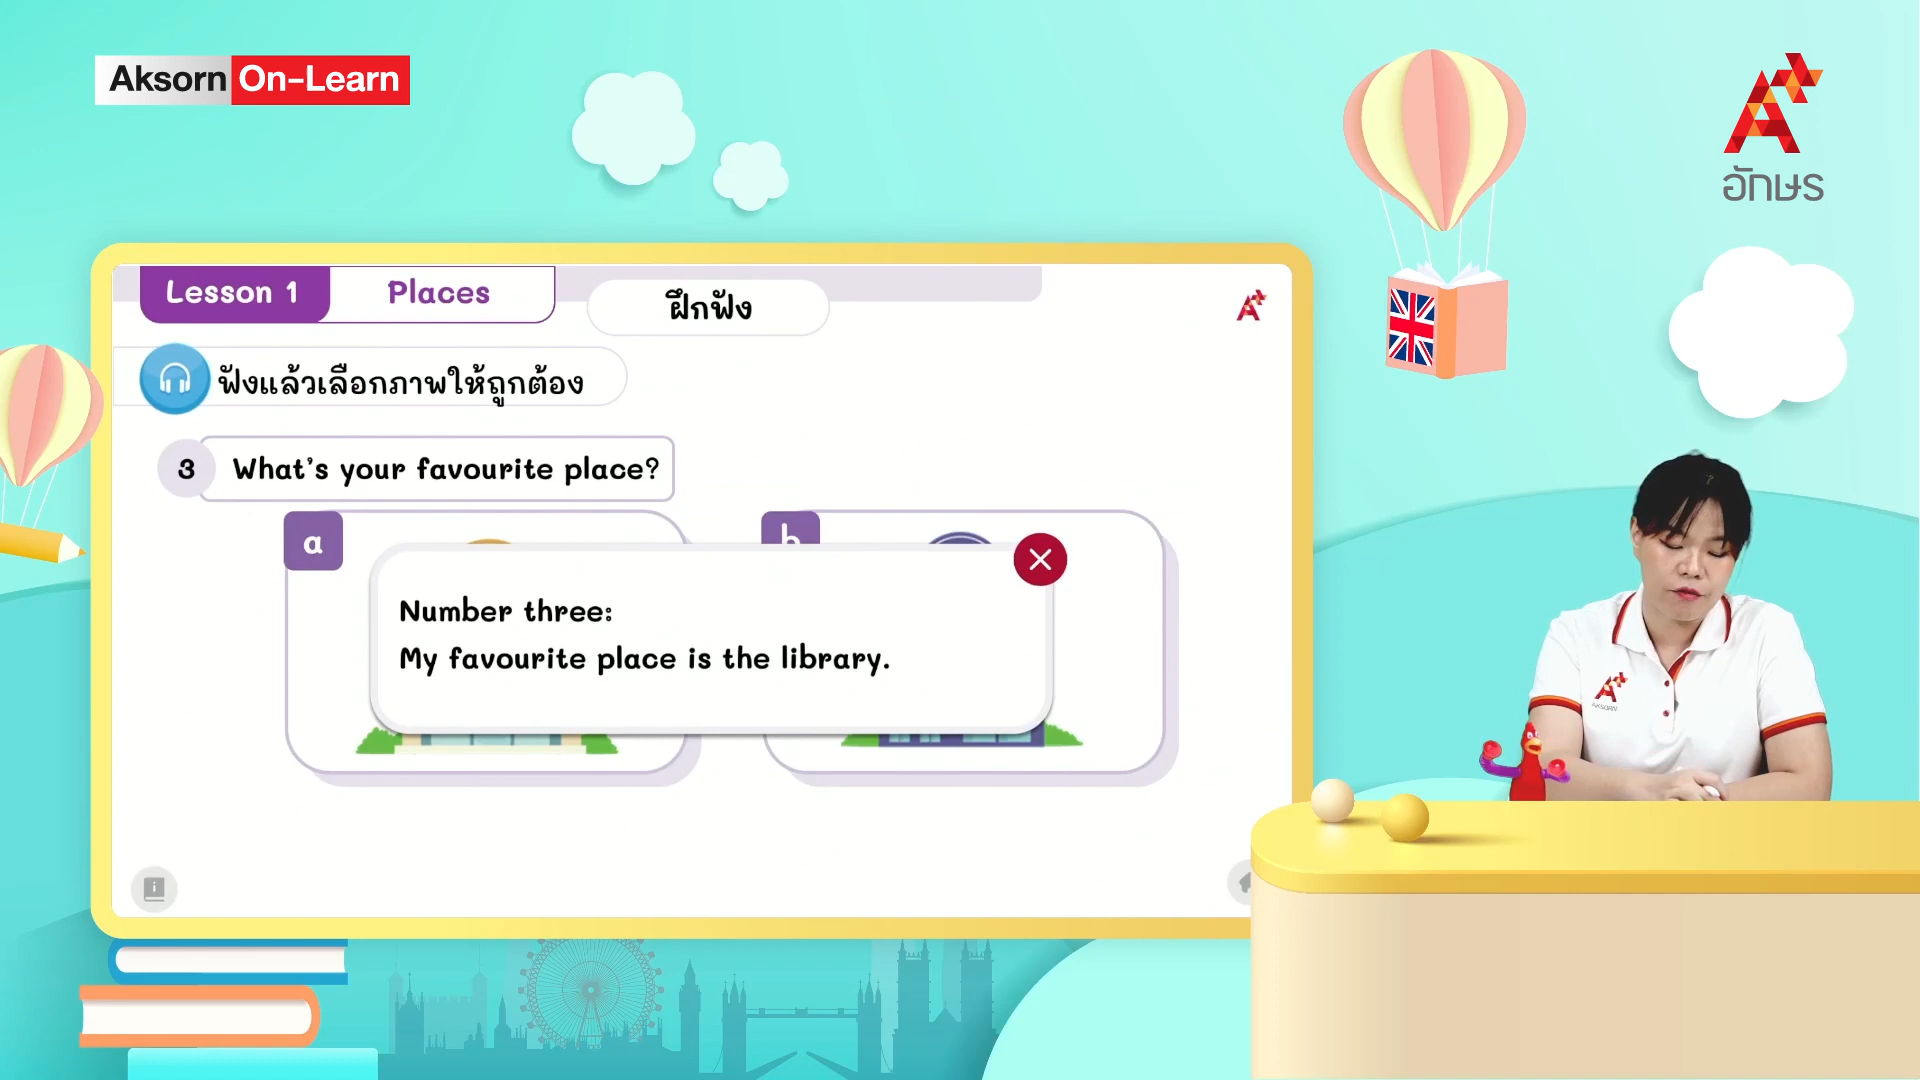 Aksorn On-Learn
อักษร
Lesson 1
Places
ฝึกฟัง
ฟังแล้วเลือกภาพให้ถูกต้อง
3
What's your favourite place?
a
b
Number three:
My favourite place is the library.
AKSORN